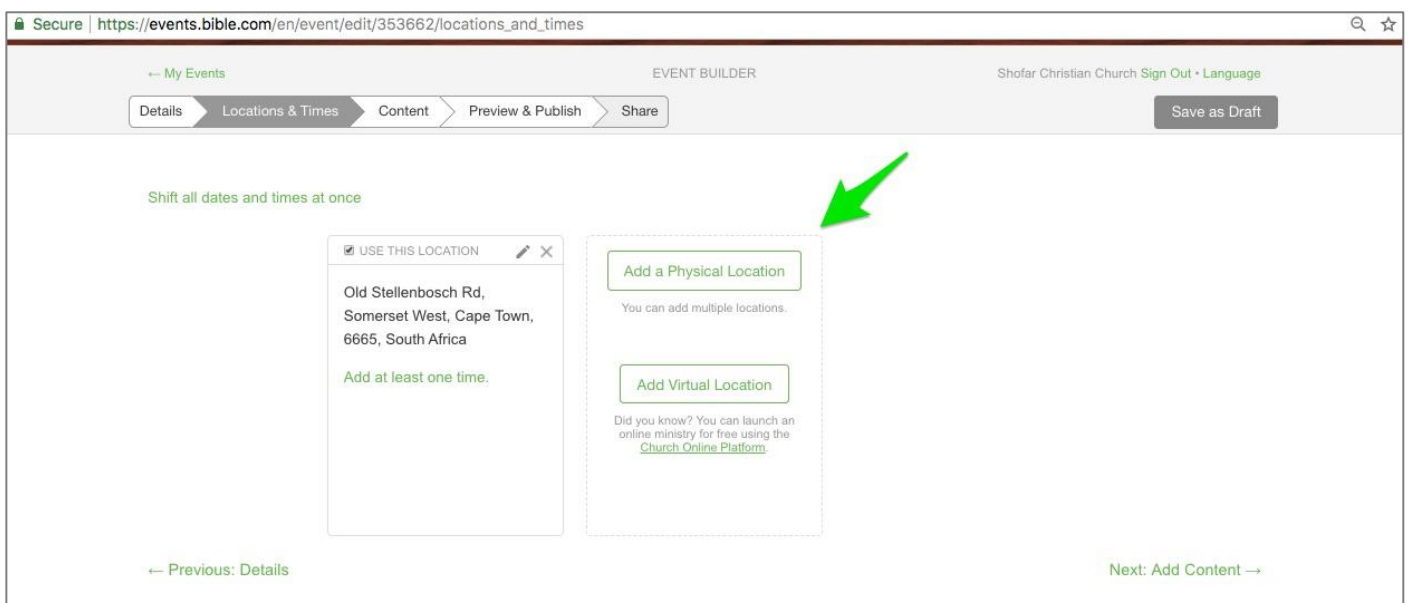 Secure | https://events.bible.com/en/event/edit/353662/locations_and_times
← My Events
EVENT BUILDER
Shofar Christian Church Sign Out • Language
Details
Locations & Times
Content
Preview & Publish
Share
Save as Draft
Shift all dates and times at once
USE THIS LOCATION
Old Stellenbosch Rd,
Somerset West, Cape Town,
6665, South Africa
Add at least one time.
Add a Physical Location
You can add multiple locations.
Add Virtual Location
Did you know? You can launch an
online ministry for free using the
Church Online Platform.
← Previous: Details
Next: Add Content →